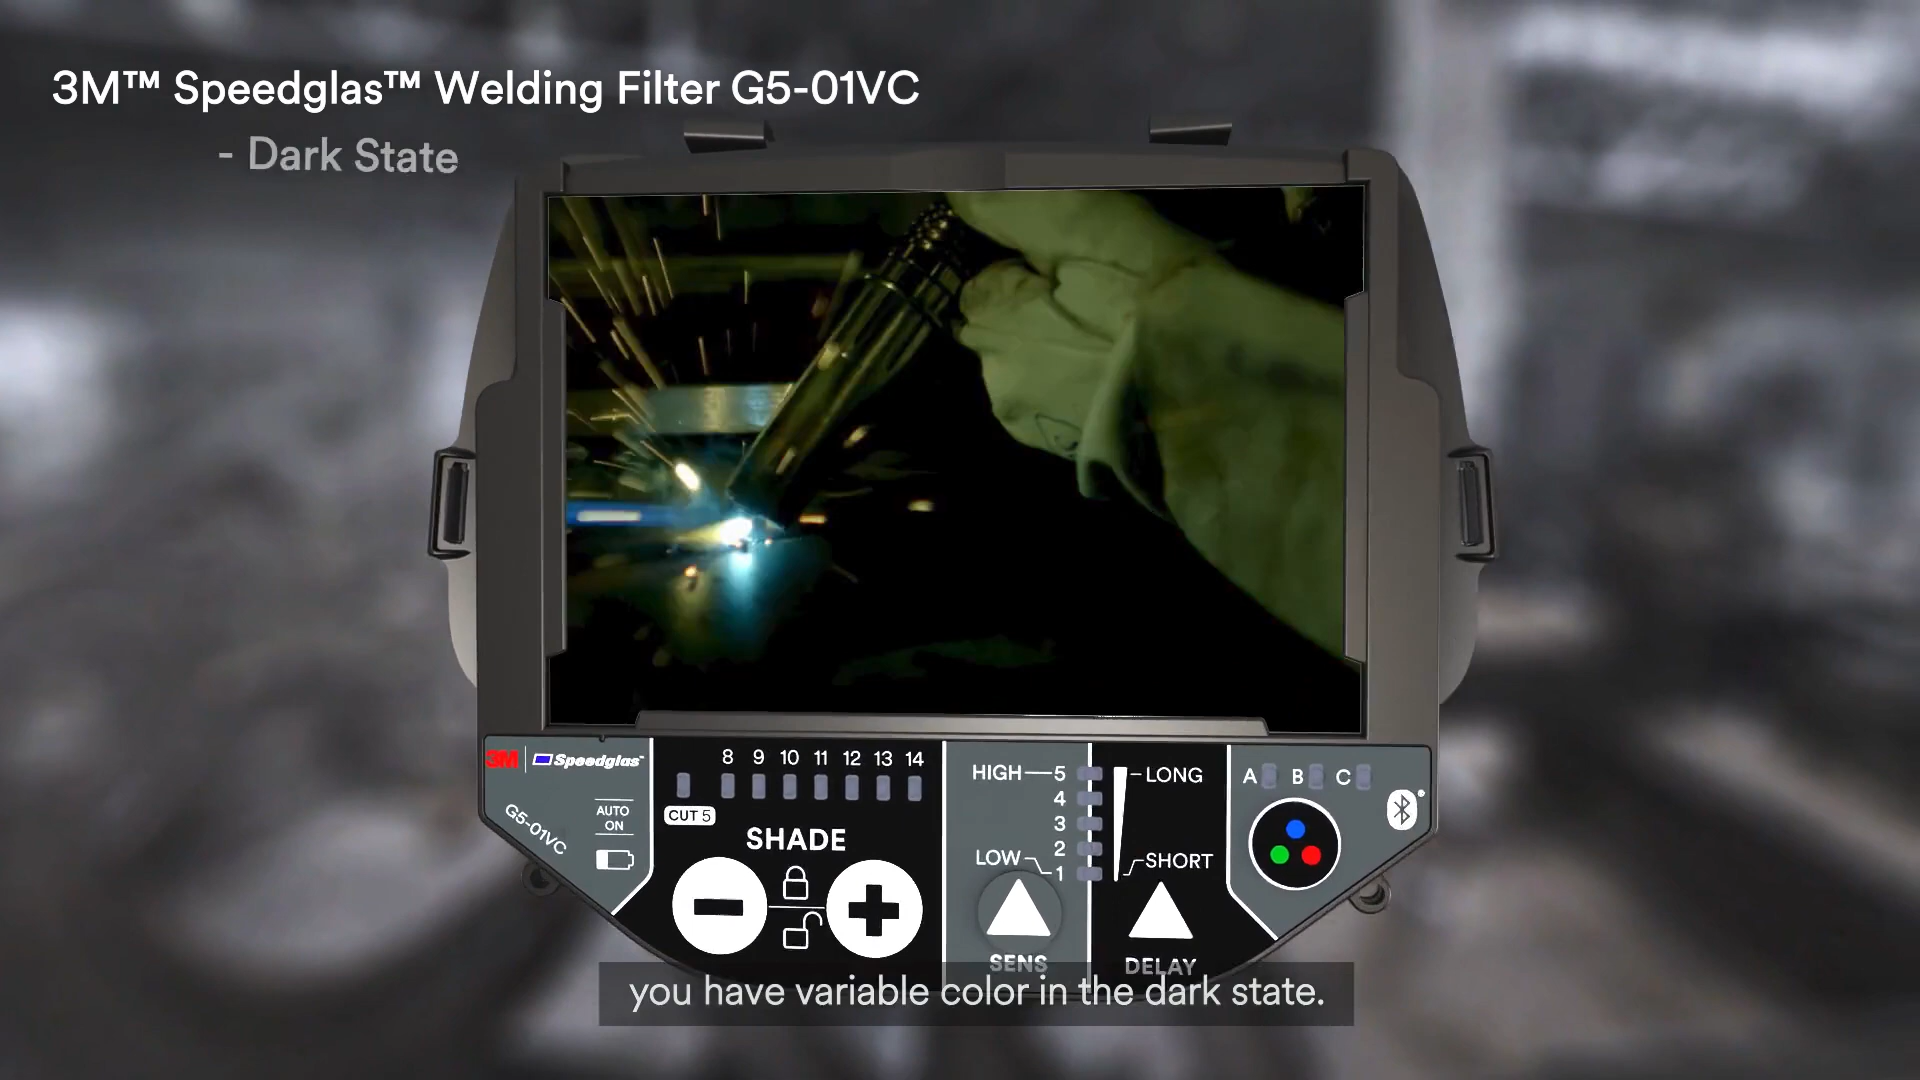 3M™ Speedglas™ Welding Filter G5-01VC
- Dark State
3M Speedglas™
G5-01VC
AUTO
ON
8 9 10 11 12 13 14
CUT 5
SHADE
HIGH 5
4
3
2
LOW 1
SENS
LONG
SHORT
DELAY
A B C
you have variable color in the dark state.